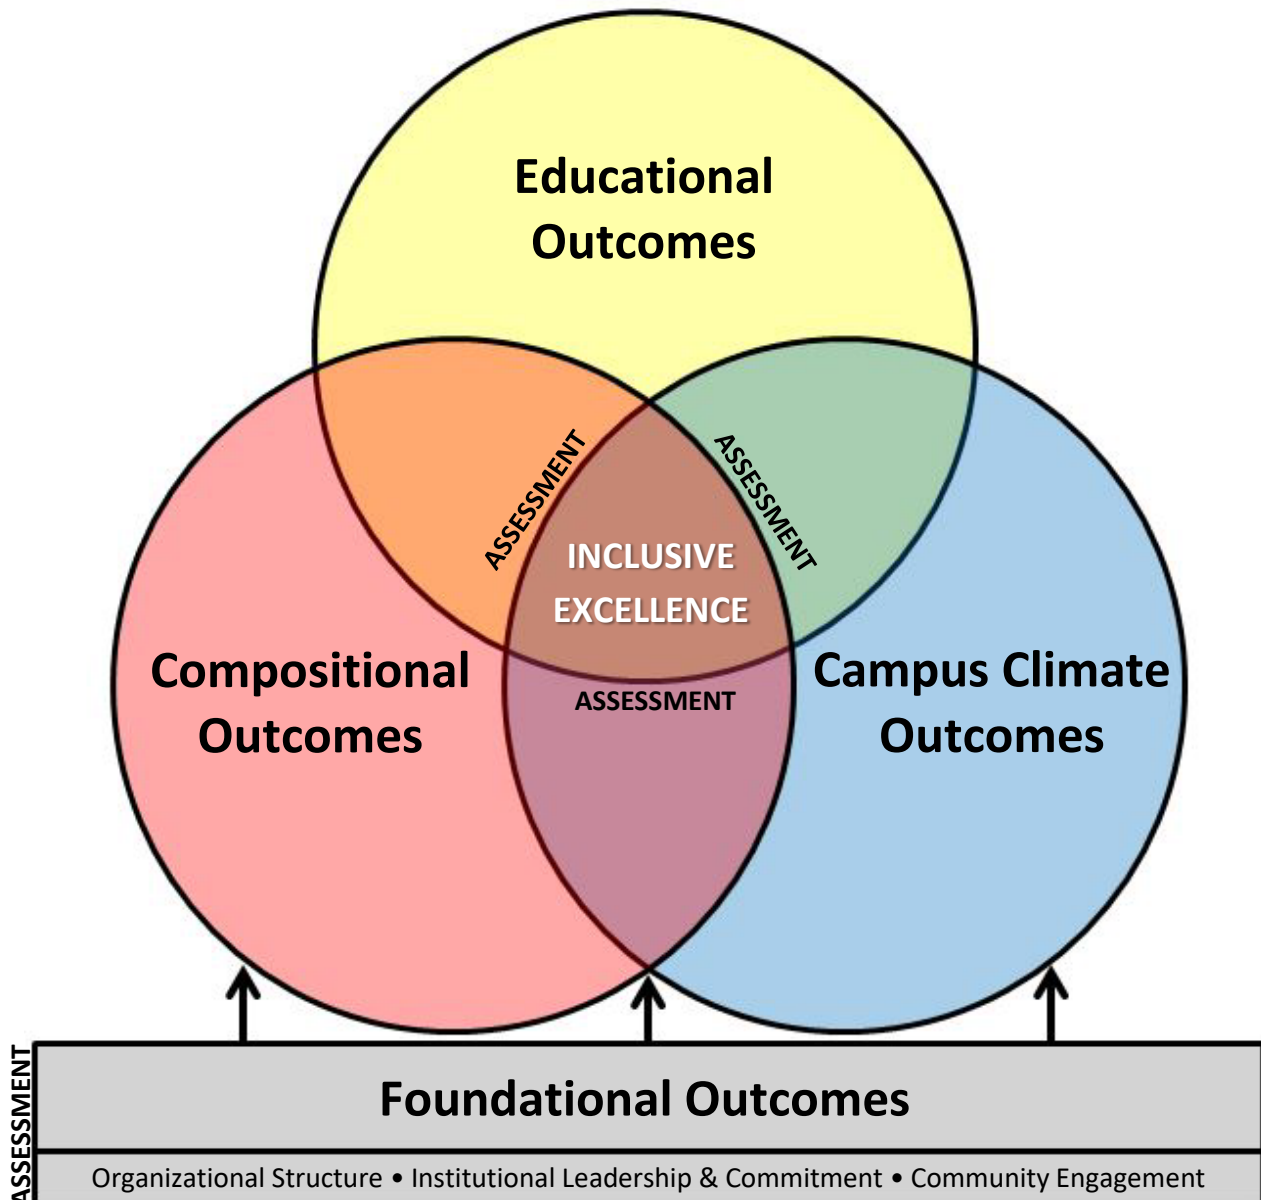 Educational
Outcomes
ASSESSMENT
ASSESSMENT
INCLUSIVE
EXCELLENCE
Compositional
Outcomes
Campus Climate
Outcomes
ASSESSMENT
ASSESSMENT
Foundational Outcomes
Organizational Structure • Institutional Leadership & Commitment • Community Engagement